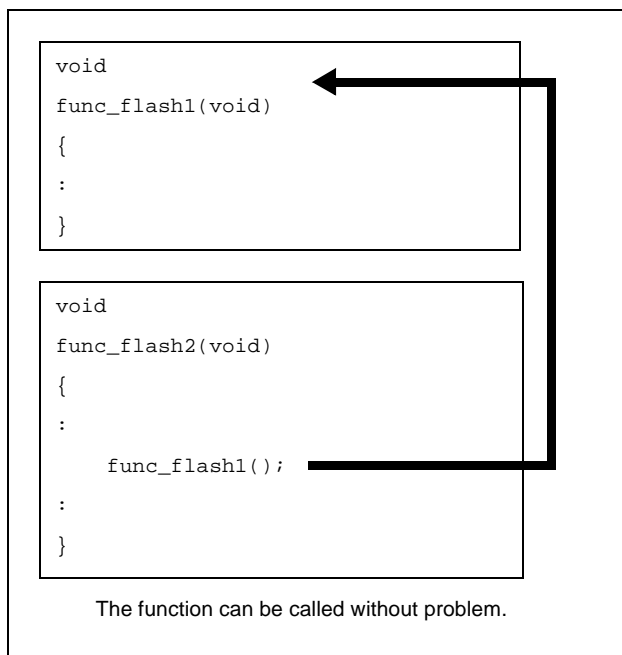 void
func_flash1(void)
{
:
}
void
func_flash2(void)
{
:
func_flash1();
:
}
The function can be called without problem.